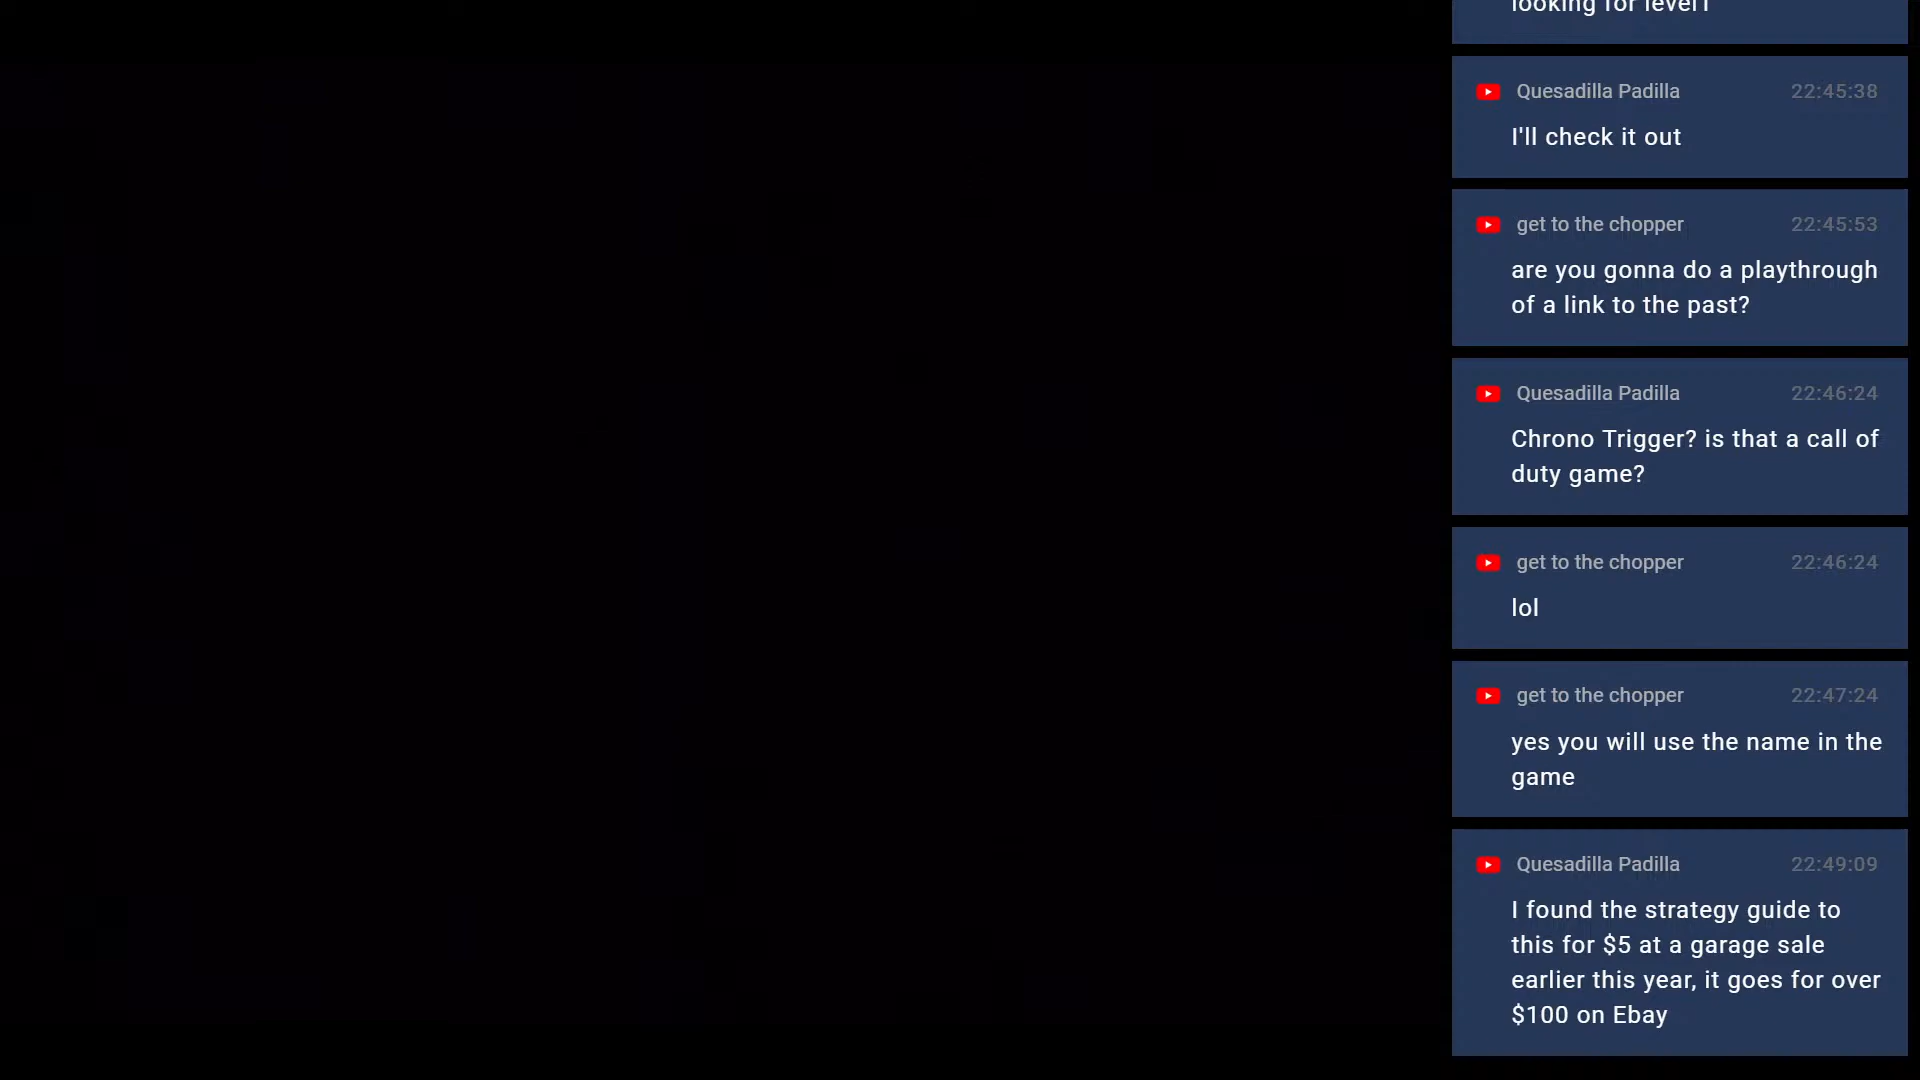 looking for level1
Quesadilla Padilla 22:45:38
I'll check it out
get to the chopper 22:45:53
are you gonna do a playthrough
of a link to the past?
Quesadilla Padilla 22:46:24
Chrono Trigger? is that a call of
duty game?
get to the chopper 22:46:24
lol
get to the chopper 22:47:24
yes you will use the name in the
game
Quesadilla Padilla 22:49:09
I found the strategy guide to
this for $5 at a garage sale
earlier this year, it goes for over
$100 on Ebay